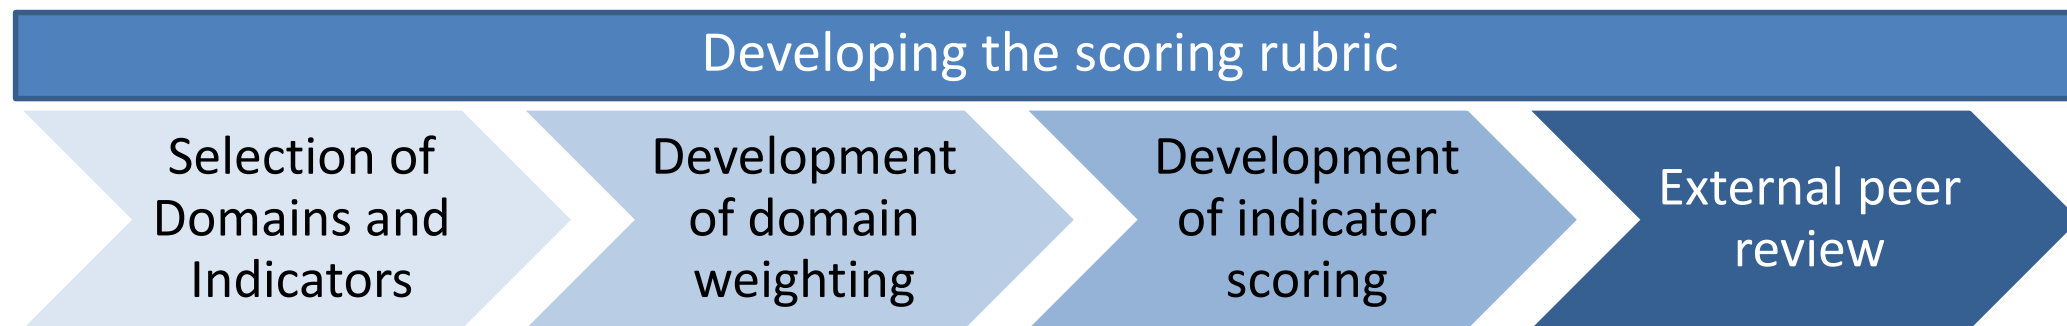 Developing the scoring rubric
Selection of
Domains and
Indicators
Development
of domain
weighting
Development
of indicator
scoring
External peer
review